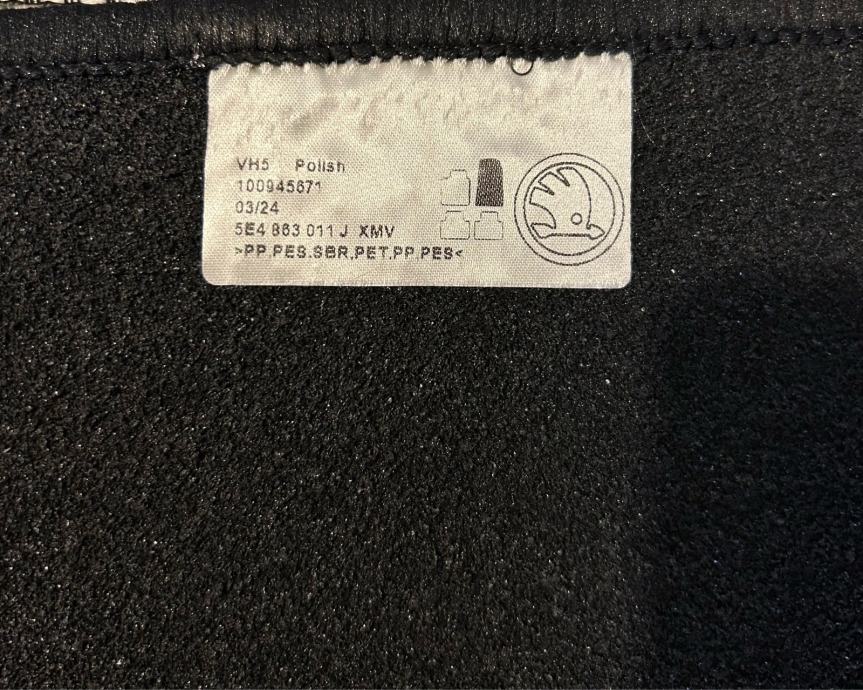 VH5 Polish
100945671
03/24
5E4 863 011 J XMV
>PP.PES.SBR.PET.PP.PES<